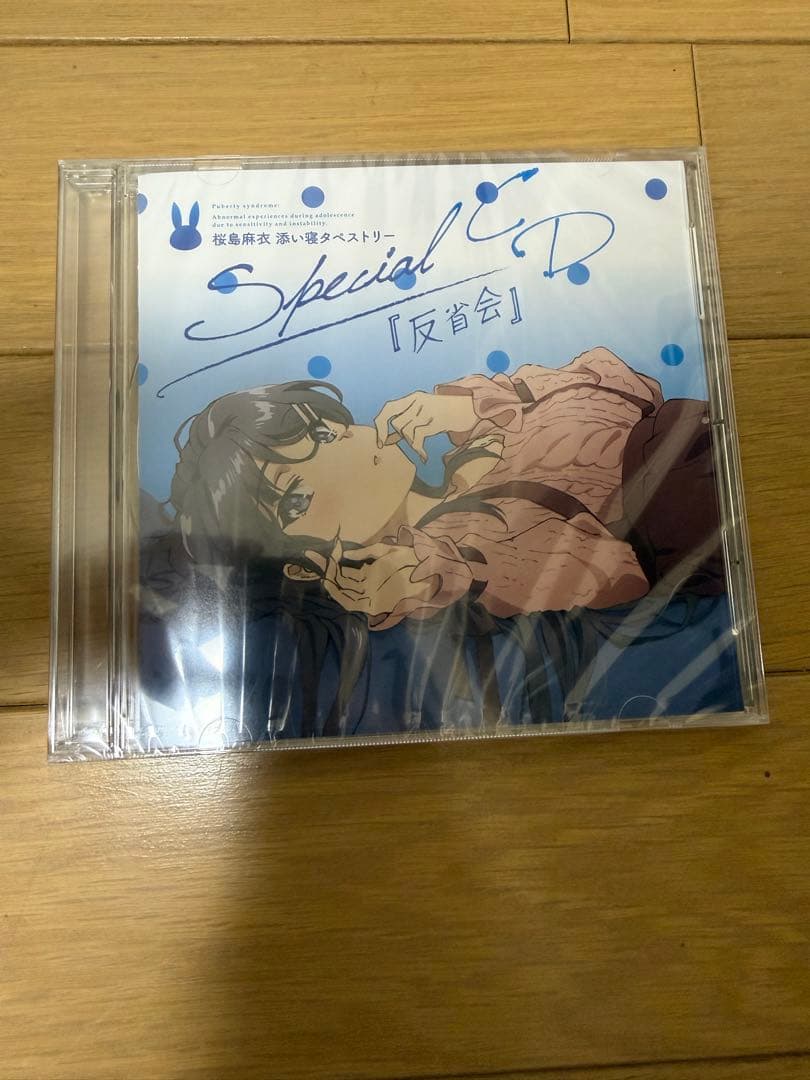 Puberty syndrome:
Abnormal experiences during adolescence
due to sensitivity and instability.
桜島麻衣 添い寝タペストリー
Special CD
『反省会』